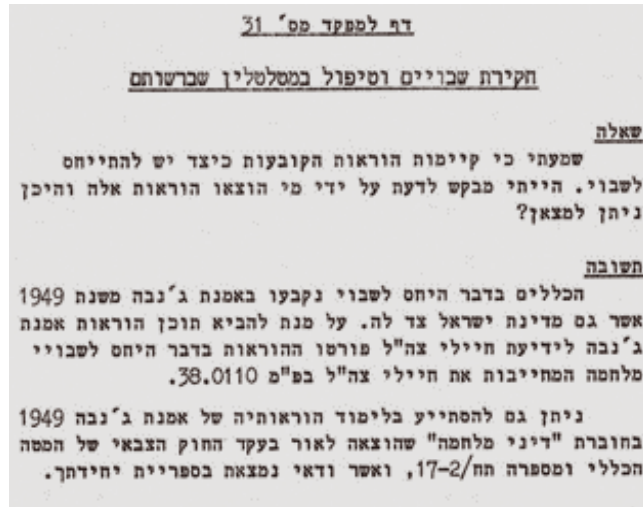 דף למפקד מס' 31
חקירת שבויים וטיפול במסלטלין שברשותם
שאלה
שמעתי כי קיימות הוראות הקובעות כיצד יש להתייחס
לשבוי. הייתי מבקש לדעת על ידי מי הוצאו הוראות אלה והיכן
ניתן למצאן?
תשובה
הכללים בדבר היחס לשבוי נקבעו באמנת ג'נבה משנת 1949
אשר גם מדינת ישראל צד לה. על מנת להביא תוכן הוראות אמנת
ג'נבה לידיעת חיילי צה"ל פורטו ההוראות בדבר היחס לשבויי
מלחמה המחייבות את חיילי צה"ל בפ"מ 38.0110.
ניתן גם להסתייע בלימוד הוראותיה של אמנת ג'נבה 1949
בחוברת "דיני מלחמה" שהוצאה לאור בעקד החוק הצבאי של המטה
הכללי ומספרה תח/17-2, ואשר ודאי נמצאת בספריית יחידתך.